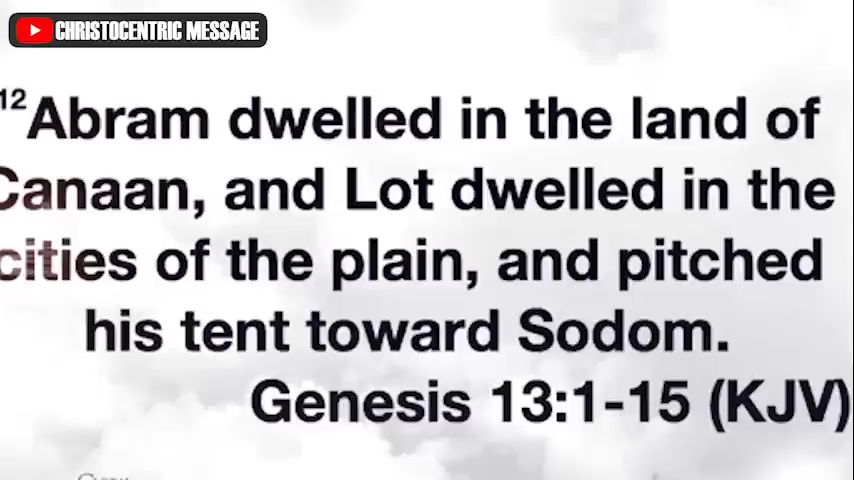 CHRISTOCENTRIC MESSAGE
12Abram dwelled in the land of
Canaan, and Lot dwelled in the
cities of the plain, and pitched
his tent toward Sodom.
Genesis 13:1-15 (KJV)